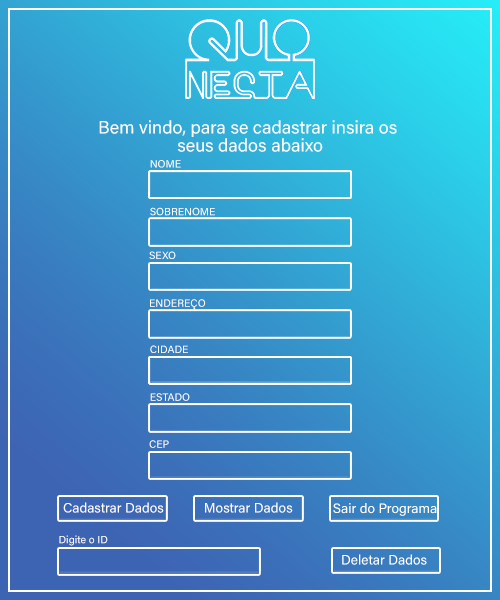 QUO
NECTA
Bem vindo, para se cadastrar insira os
seus dados abaixo
NOME
SOBRENOME
SEXO
ENDEREÇO
CIDADE
ESTADO
CEP
Cadastrar Dados Mostrar Dados Sair do Programa
Digite o ID
Deletar Dados